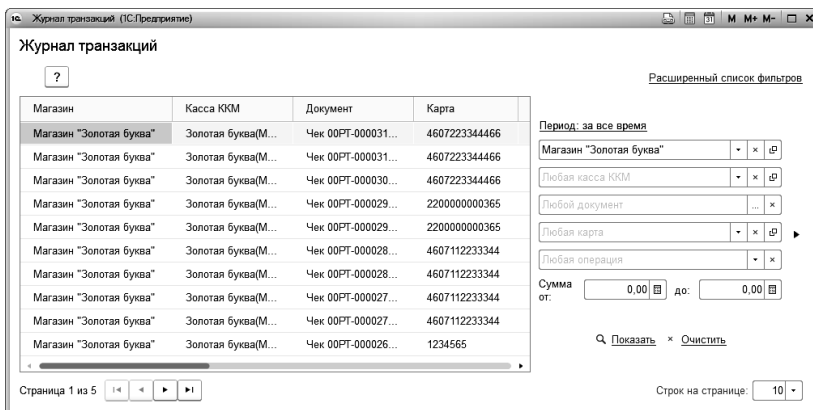 Журнал транзакций (1С:Предприятие)
M M+ M-
Журнал транзакций
?
Расширенный список фильтров
Магазин Касса ККМ Документ Карта
Магазин "Золотая буква" Золотая буква(М... Чек 00РТ-000031... 4607223344466
Магазин "Золотая буква" Золотая буква(М... Чек 00РТ-000031... 4607223344466
Магазин "Золотая буква" Золотая буква(М... Чек 00РТ-000030... 4607223344466
Магазин "Золотая буква" Золотая буква(М... Чек 00РТ-000029... 2200000000365
Магазин "Золотая буква" Золотая буква(М... Чек 00РТ-000029... 2200000000365
Магазин "Золотая буква" Золотая буква(М... Чек 00РТ-000028... 4607112233344
Магазин "Золотая буква" Золотая буква(М... Чек 00РТ-000028... 4607112233344
Магазин "Золотая буква" Золотая буква(М... Чек 00РТ-000027... 4607112233344
Магазин "Золотая буква" Золотая буква(М... Чек 00РТ-000027... 4607112233344
Магазин "Золотая буква" Золотая буква(М... Чек 00РТ-000026... 1234565
Период: за все время
Магазин "Золотая буква"
Любая касса ККМ
Любой документ ...
Любая карта
Любая операция
Сумма от: 0,00 до: 0,00
Показать × Очистить
Страница 1 из 5
Строк на странице: 10